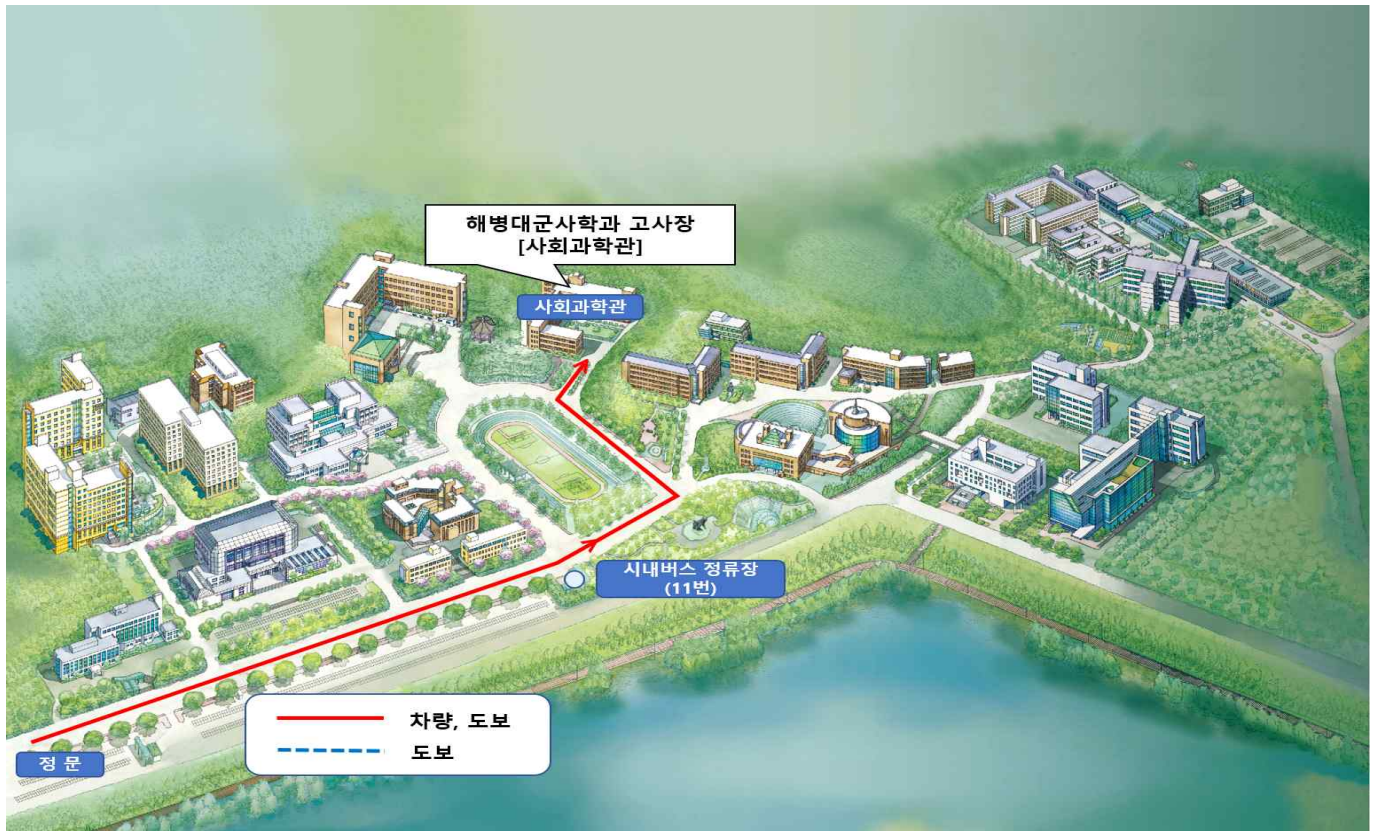 해병대군사학과 고사장
[사회과학관]
사회과학관
시내버스 정류장
(11번)
차량, 도보
도보
정 문